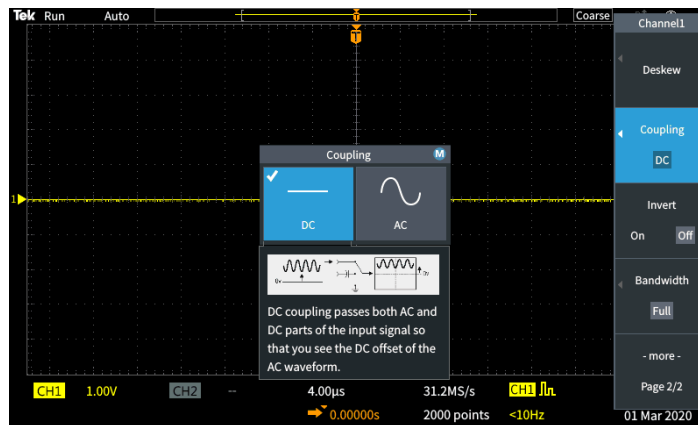 Tek Run Auto Coarse
Channel1
Deskew
Coupling
DC
Invert
On Off
Bandwidth
Full
- more -
Page 2/2
T
1
Coupling M
DC AC
0v 0v
DC coupling passes both AC and
DC parts of the input signal so
that you see the DC offset of the
AC waveform.
CH1 1.00V CH2 -- 4.00µs 31.2MS/s CH1
0.00000s 2000 points <10Hz 01 Mar 2020